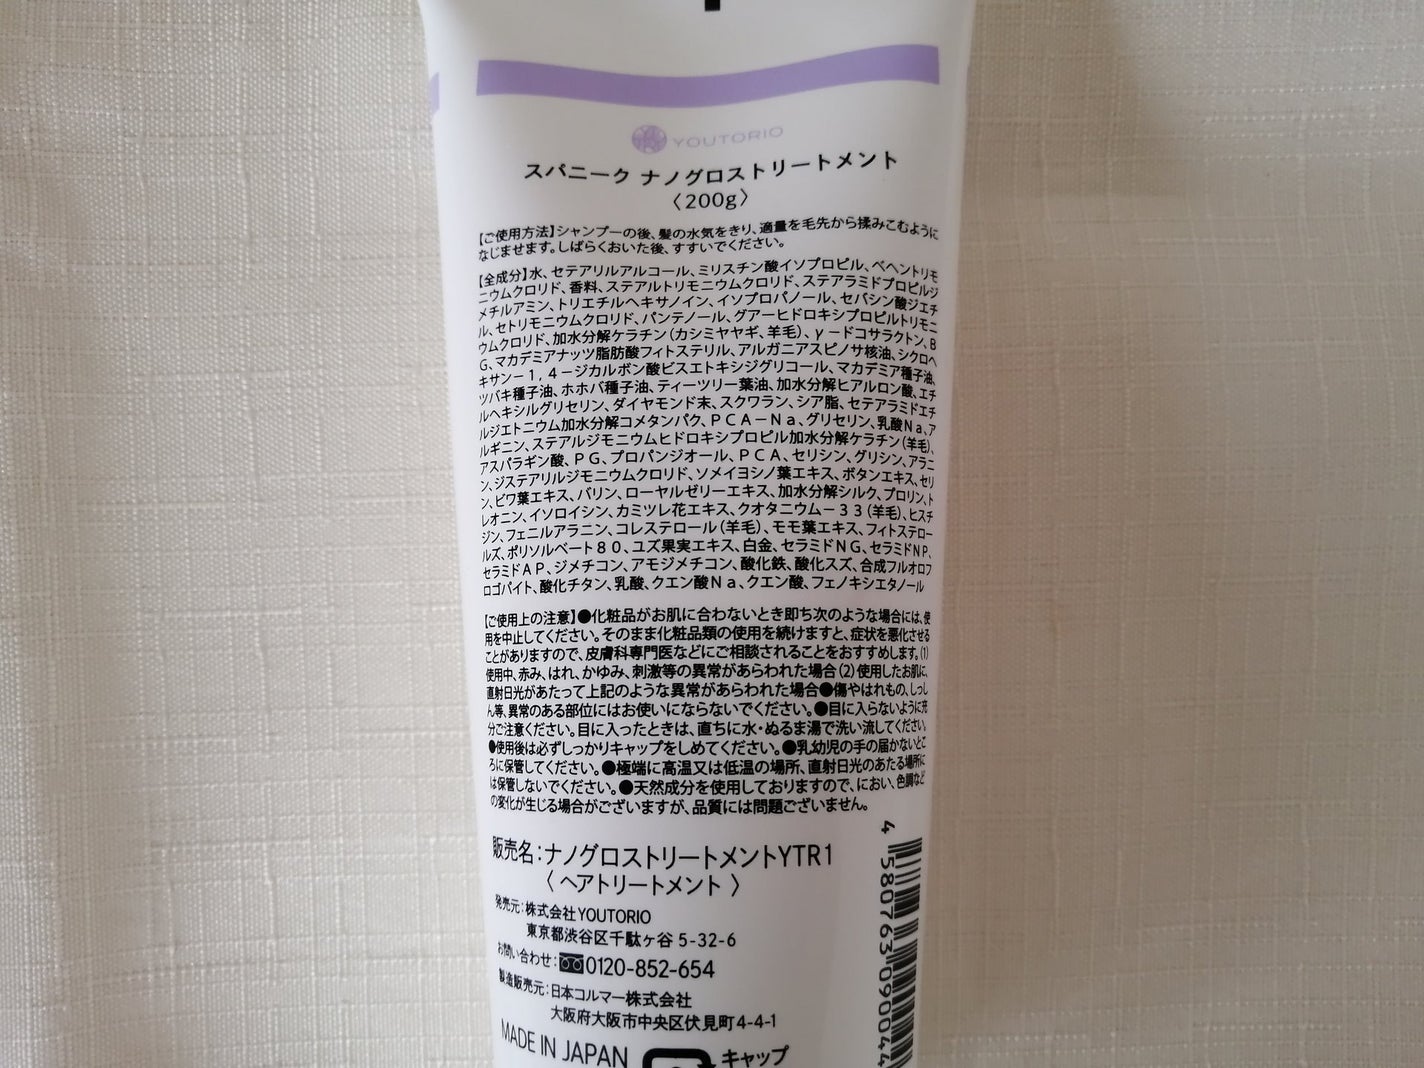 YOUTORIO
スパニーク ナノグロストリートメント
〈200g〉
【ご使用方法】シャンプーの後、髪の水気をきり、適量を毛先から揉みこむように
なじませます。しばらくおいた後、すすいでください。
【全成分】水、セテアリルアルコール、ミリスチン酸イソプロピル、ベヘントリモ
ニウムクロリド、香料、ステアルトリモニウムクロリド、ステアラミドプロピルジ
メチルアミン、トリエチルヘキサノイン、イソプロパノール、セバシン酸ジエチ
ル、セトリモニウムクロリド、パンテノール、グアーヒドロキシプロピルトリモニ
ウムクロリド、加水分解ケラチン（カシミヤヤギ、羊毛）、γ－ドコサラクトン、B
G、マカデミアナッツ脂肪酸フィトステリル、アルガニアスピノサ核油、シクロヘ
キサン－1，4－ジカルボン酸ビスエトキシジグリコール、マカデミア種子油、
ツバキ種子油、ホホバ種子油、ティーツリー葉油、加水分解ヒアルロン酸、エチ
ルヘキシルグリセリン、ダイヤモンド末、スクワラン、シア脂、セテアラミドエチ
ルジエトニウム加水分解コメタンパク、PCA－Na、グリセリン、乳酸Na、ア
ルギニン、ステアルジモニウムヒドロキシプロピル加水分解ケラチン（羊毛）、
アスパラギン酸、PG、プロパンジオール、PCA、セリシン、グリシン、アラニ
ン、ジステアリルジモニウムクロリド、ソメイヨシノ葉エキス、ボタンエキス、セリ
ン、ビワ葉エキス、バリン、ローヤルゼリーエキス、加水分解シルク、プロリン、ト
レオニン、イソロイシン、カミツレ花エキス、クオタニウム－33（羊毛）、ヒスチ
ジン、フェニルアラニン、コレステロール（羊毛）、モモ葉エキス、フィトステロー
ルズ、ポリソルベート80、ユズ果実エキス、白金、セラミドNG、セラミドNP、
セラミドAP、ジメチコン、アモジメチコン、酸化鉄、酸化スズ、合成フルオロフ
ロゴパイト、酸化チタン、乳酸、クエン酸Na、クエン酸、フェノキシエタノール
【ご使用上の注意】●化粧品がお肌に合わないとき即ち次のような場合には、使
用を中止してください。そのまま化粧品類の使用を続けますと、症状を悪化させる
ことがありますので、皮膚科専門医などにご相談されることをおすすめします。(1)
使用中、赤み、はれ、かゆみ、刺激等の異常があらわれた場合(2)使用したお肌に、
直射日光があたって上記のような異常があらわれた場合●傷やはれもの、しっし
ん等、異常のある部位にはお使いにならないでください。●目に入らないように充
分ご注意ください。目に入ったときは、直ちに水・ぬるま湯で洗い流してください。
●使用後は必ずしっかりキャップをしめてください。●乳幼児の手の届かないとこ
ろに保管してください。●極端に高温又は低温の場所、直射日光のあたる場所に
は保管しないでください。●天然成分を使用しておりますので、におい、色調など
の変化が生じる場合がございますが、品質には問題ございません。
販売名：ナノグロストリートメントYTR1
〈 ヘアトリートメント 〉
発売元：株式会社YOUTORIO
東京都渋谷区千駄ヶ谷 5-32-6
お問い合わせ：0120-852-654
製造販売元：日本コルマー株式会社
大阪府大阪市中央区伏見町4-4-1
MADE IN JAPAN
キャップ
4 580763 090044